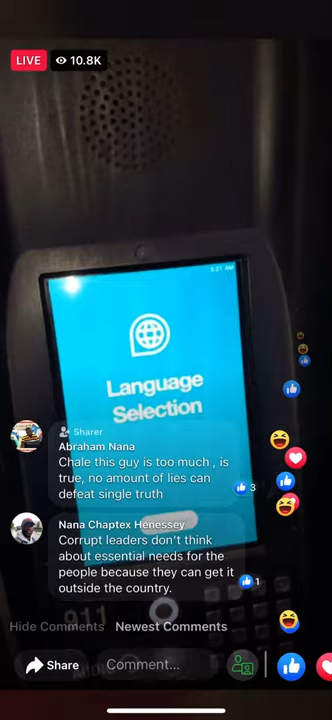 LIVE
10.8K
5:21 AM
Language
Selection
Sharer
Abraham Nana
Chale this guy is too much , is
true, no amount of lies can
defeat single truth
3
Nana Chaptex Henessey
Corrupt leaders don't think
about essential needs for the
people because they can get it
outside the country.
1
911
Hide Comments
Newest Comments
Share
Comment...